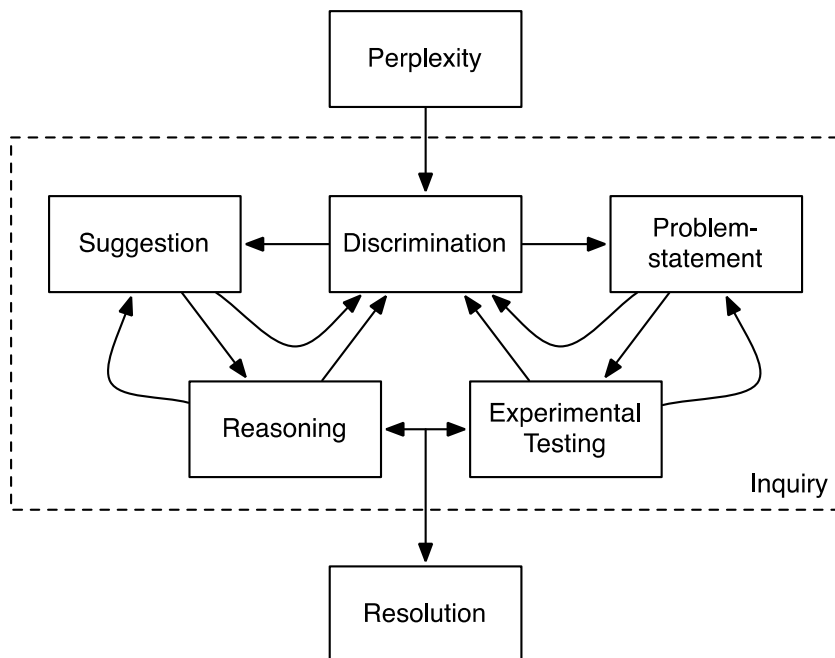 Perplexity
Suggestion
Discrimination
Problem-
statement
Reasoning
Experimental
Testing
Inquiry
Resolution